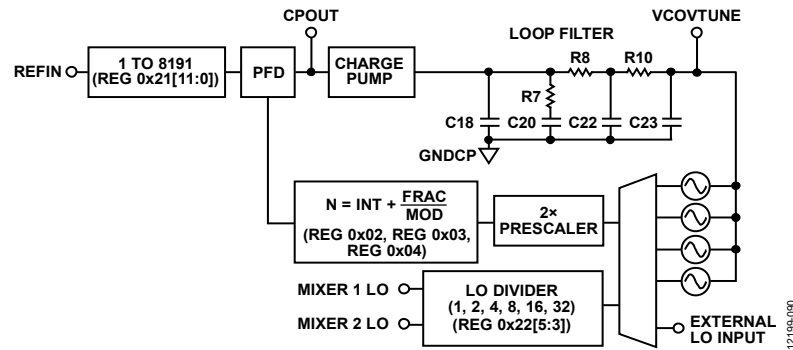 CPOUT
LOOP FILTER
VCOVTUNE
REFIN
1 TO 8191
(REG 0x21[11:0])
PFD
CHARGE
PUMP
R8
R10
R7
C18
C20
C22
C23
GNDCP
N = INT + FRAC
MOD
(REG 0x02, REG 0x03,
REG 0x04)
2×
PRESCALER
MIXER 1 LO
MIXER 2 LO
LO DIVIDER
(1, 2, 4, 8, 16, 32)
(REG 0x22[5:3])
EXTERNAL
LO INPUT
12199-090